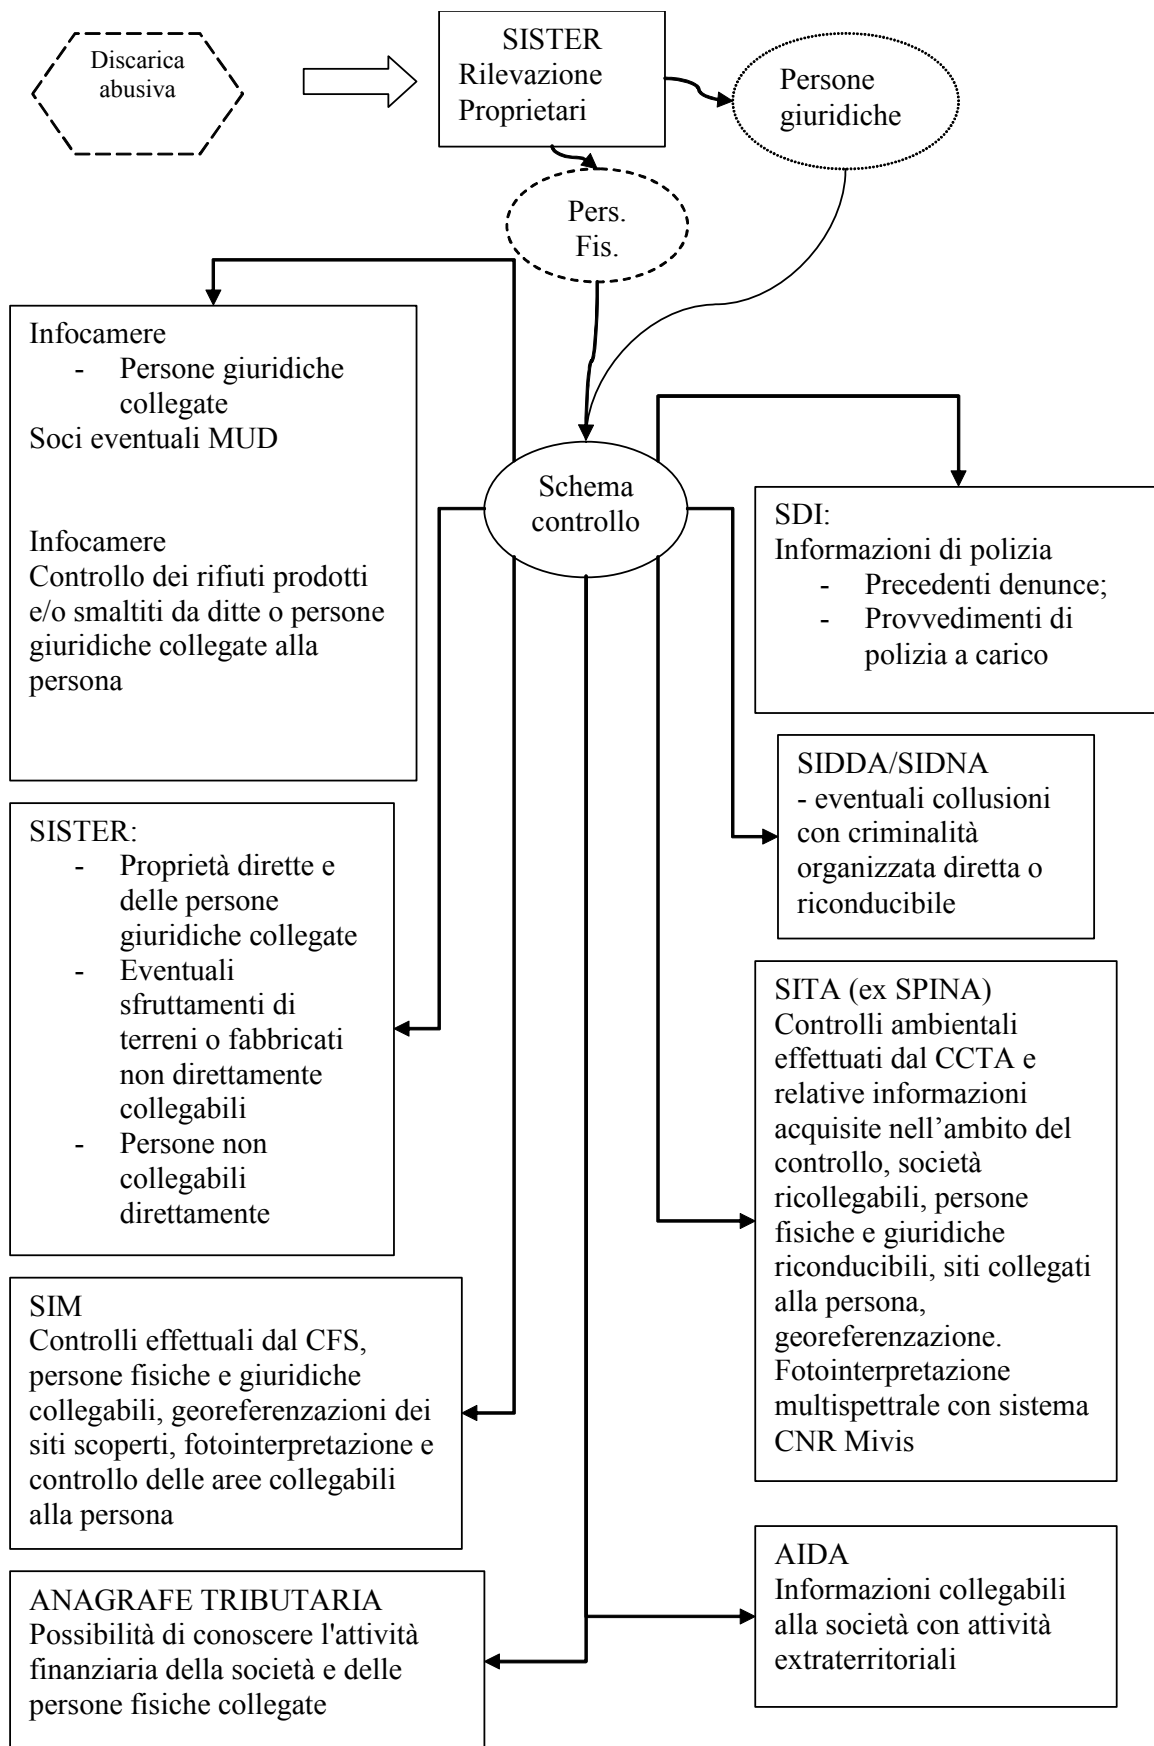 Discarica
abusiva
SISTER
Rilevazione
Proprietari
Persone
giuridiche
Pers.
Fis.
Infocamere
- Persone giuridiche
collegate
Soci eventuali MUD
Infocamere
Controllo dei rifiuti prodotti
e/o smaltiti da ditte o persone
giuridiche collegate alla
persona
Schema
controllo
SDI:
Informazioni di polizia
- Precedenti denunce;
- Provvedimenti di
polizia a carico
SIDDA/SIDNA
- eventuali collusioni
con criminalità
organizzata diretta o
riconducibile
SISTER:
- Proprietà dirette e
delle persone
giuridiche collegate
- Eventuali
sfruttamenti di
terreni o fabbricati
non direttamente
collegabili
- Persone non
collegabili
direttamente
SITA (ex SPINA)
Controlli ambientali
effettuati dal CCTA e
relative informazioni
acquisite nell’ambito del
controllo, società
ricollegabili, persone
fisiche e giuridiche
riconducibili, siti collegati
alla persona,
georeferenzazione.
Fotointerpretazione
multispettrale con sistema
CNR Mivis
SIM
Controlli effettuali dal CFS,
persone fisiche e giuridiche
collegabili, georeferenzazioni dei
siti scoperti, fotointerpretazione e
controllo delle aree collegabili
alla persona
AIDA
Informazioni collegabili
alla società con attività
extraterritoriali
ANAGRAFE TRIBUTARIA
Possibilità di conoscere l'attività
finanziaria della società e delle
persone fisiche collegate